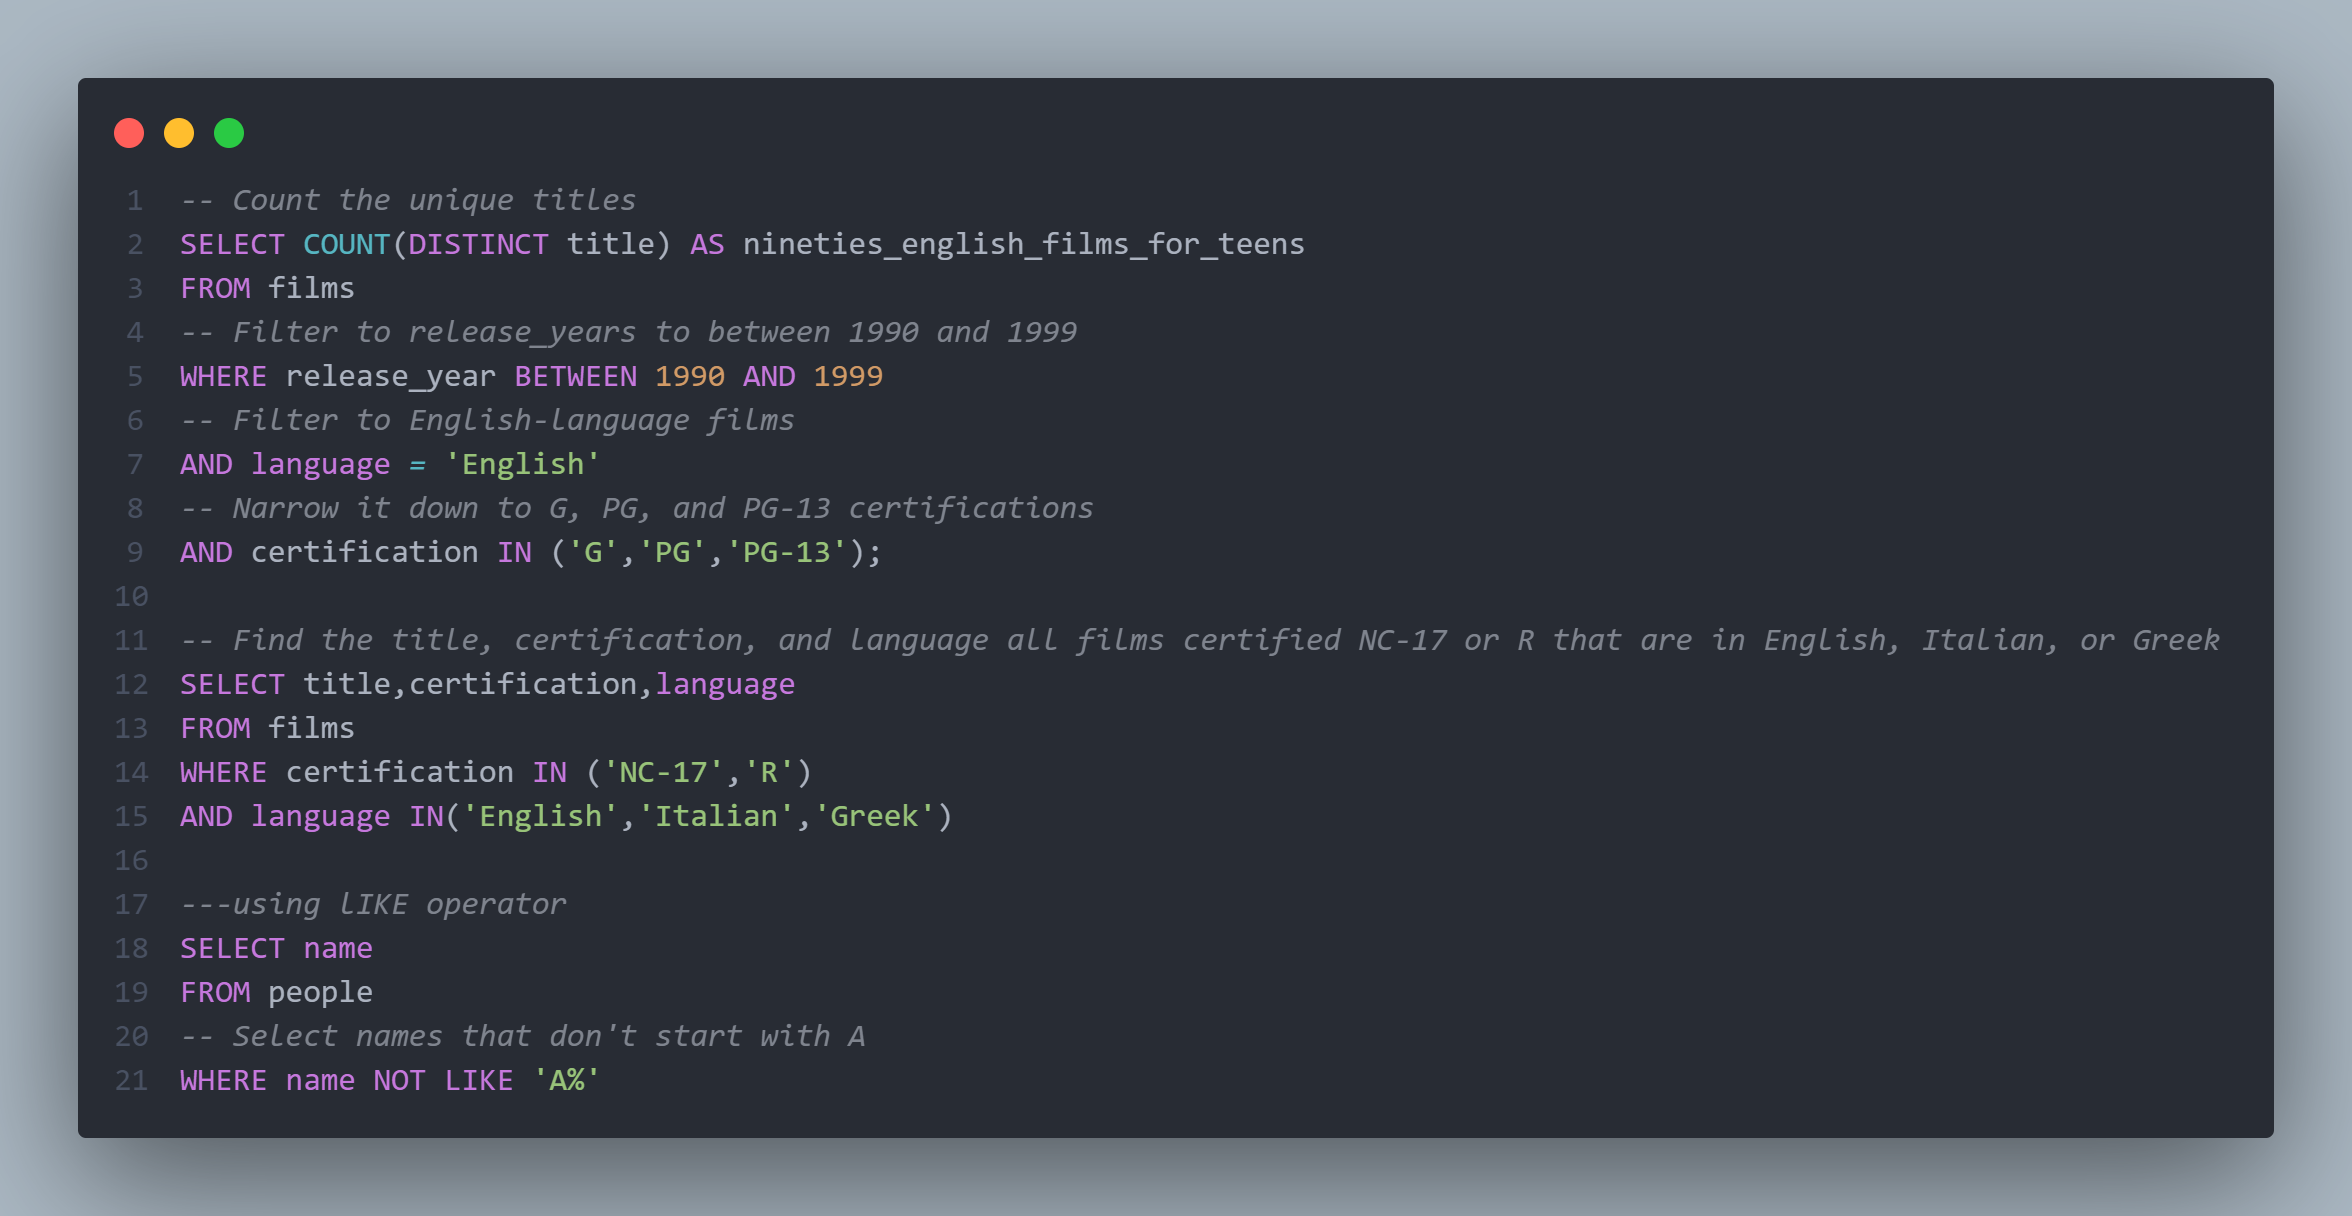 1 -- Count the unique titles
2 SELECT COUNT(DISTINCT title) AS nineties_english_films_for_teens
3 FROM films
4 -- Filter to release_years to between 1990 and 1999
5 WHERE release_year BETWEEN 1990 AND 1999
6 -- Filter to English-language films
7 AND language = 'English'
8 -- Narrow it down to G, PG, and PG-13 certifications
9 AND certification IN ('G','PG','PG-13');
10
11 -- Find the title, certification, and language all films certified NC-17 or R that are in English, Italian, or Greek
12 SELECT title,certification,language
13 FROM films
14 WHERE certification IN ('NC-17','R')
15 AND language IN('English','Italian','Greek')
16
17 ---using lIKE operator
18 SELECT name
19 FROM people
20 -- Select names that don't start with A
21 WHERE name NOT LIKE 'A%'